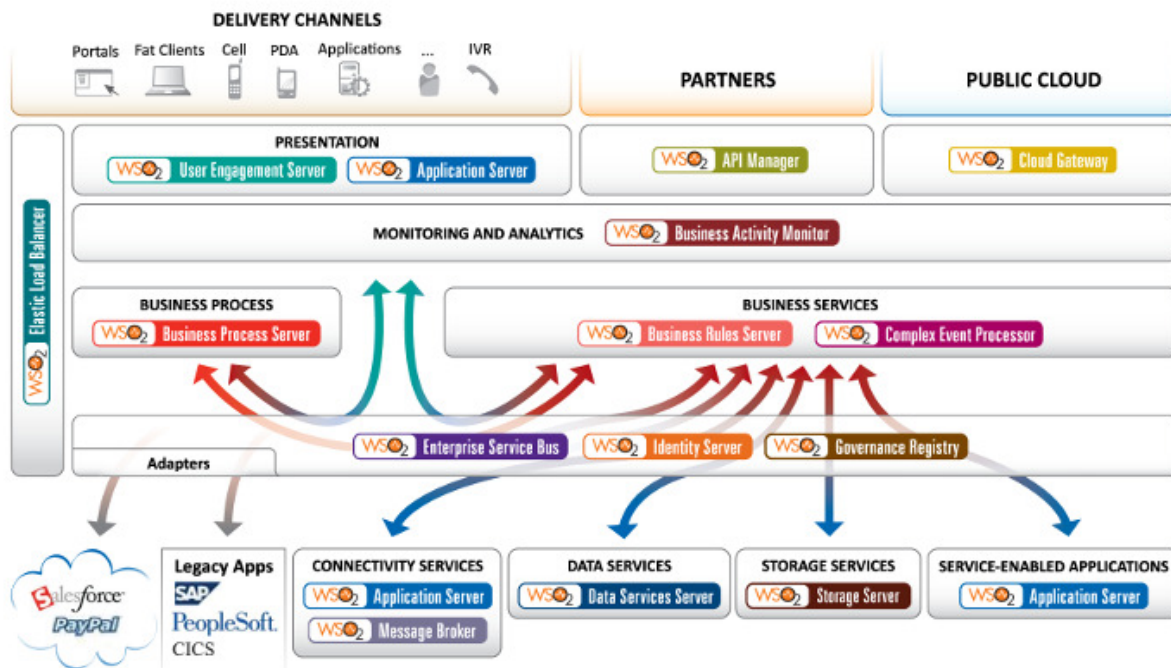 DELIVERY CHANNELS
Portals Fat Clients Cell PDA Applications ... IVR
PARTNERS
PUBLIC CLOUD
WSO2 Elastic Load Balancer
PRESENTATION
WSO2 User Engagement Server
WSO2 Application Server
WSO2 API Manager
WSO2 Cloud Gateway
MONITORING AND ANALYTICS
WSO2 Business Activity Monitor
BUSINESS PROCESS
WSO2 Business Process Server
BUSINESS SERVICES
WSO2 Business Rules Server
WSO2 Complex Event Processor
WSO2 Enterprise Service Bus
WSO2 Identity Server
WSO2 Governance Registry
Adapters
Salesforce
PayPal
Legacy Apps
SAP
PeopleSoft.
CICS
CONNECTIVITY SERVICES
WSO2 Application Server
WSO2 Message Broker
DATA SERVICES
WSO2 Data Services Server
STORAGE SERVICES
WSO2 Storage Server
SERVICE-ENABLED APPLICATIONS
WSO2 Application Server